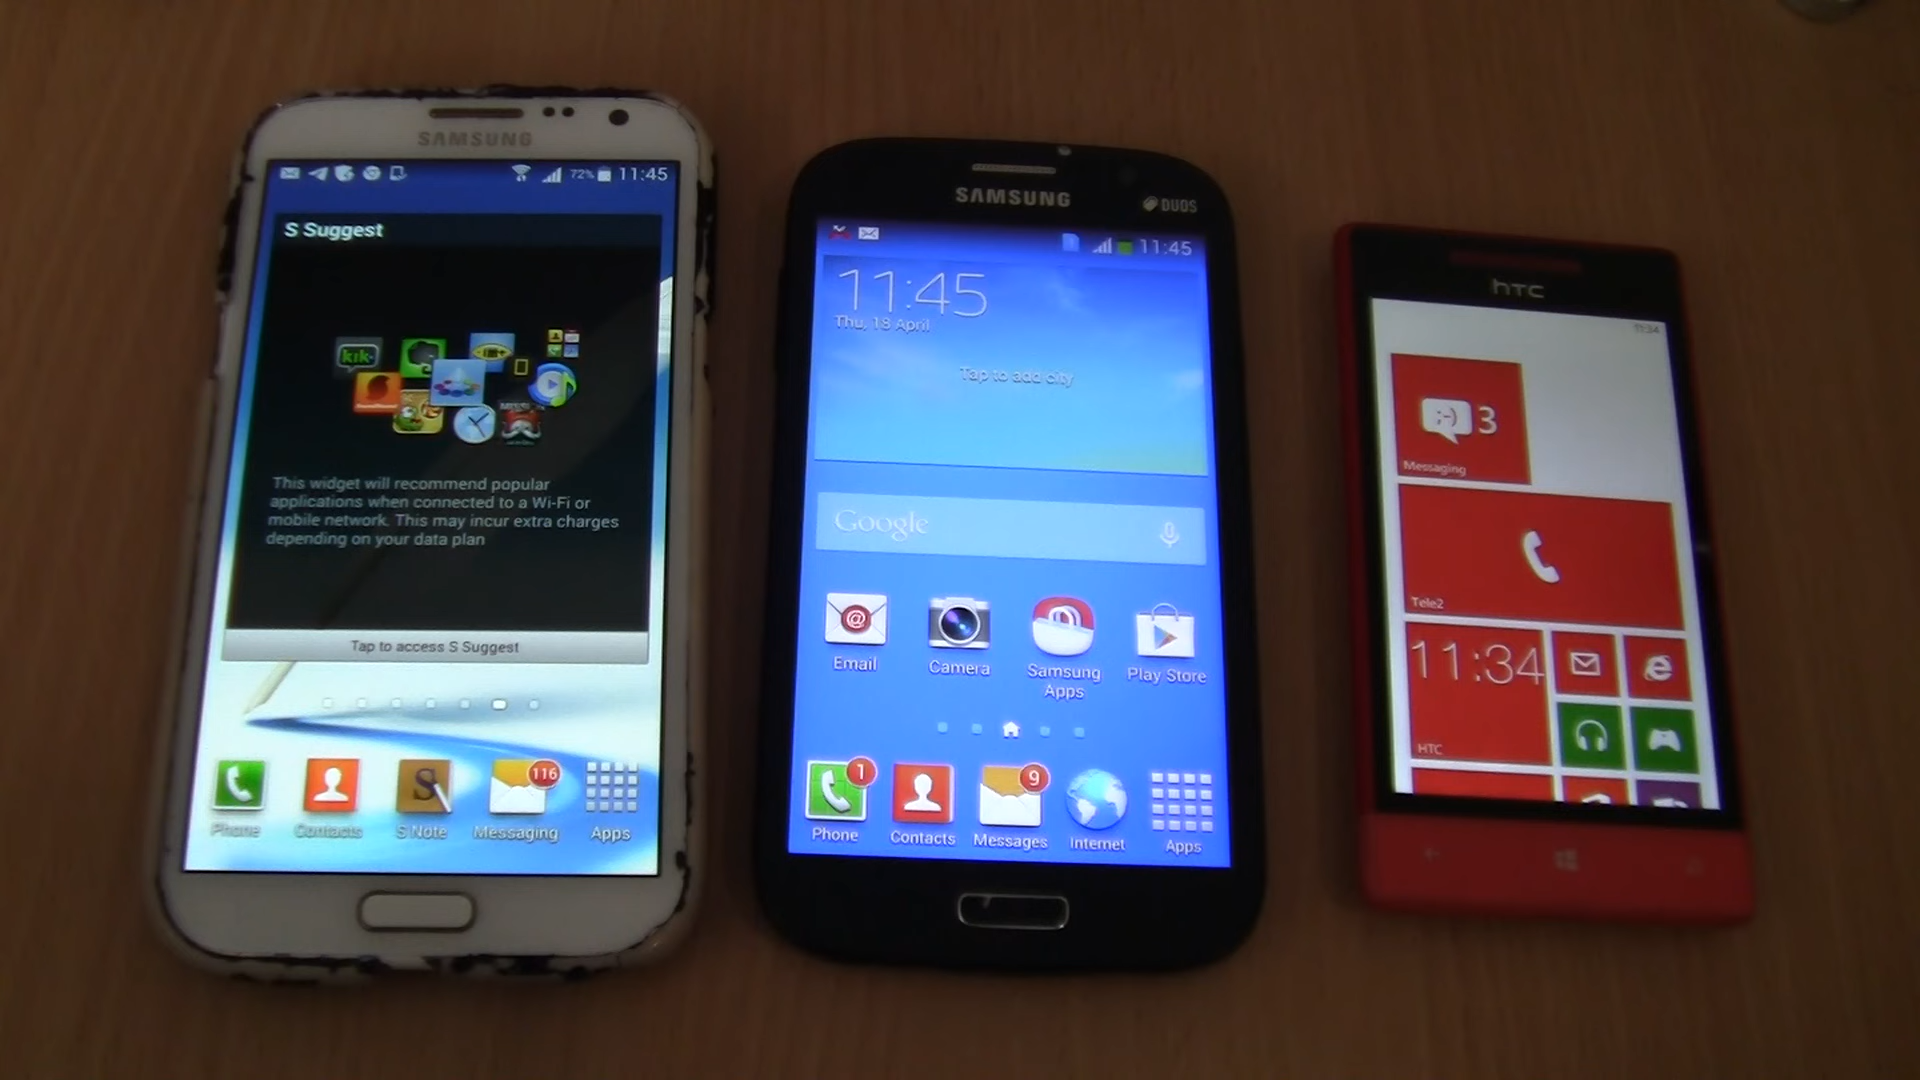 SAMSUNG
72% 11:45
S Suggest
kik
This widget will recommend popular
applications when connected to a Wi-Fi or
mobile network. This may incur extra charges
depending on your data plan
Tap to access S Suggest
116
Phone
Contacts
S Note
Messaging
Apps
SAMSUNG
DUOS
11:45
11:45
Thu, 18 April
Tap to add city
Google
Email
Camera
Samsung
Apps
Play Store
1
9
Phone
Contacts
Messages
Internet
Apps
hTC
11:34
3
Messaging
Tele2
11:34
HTC